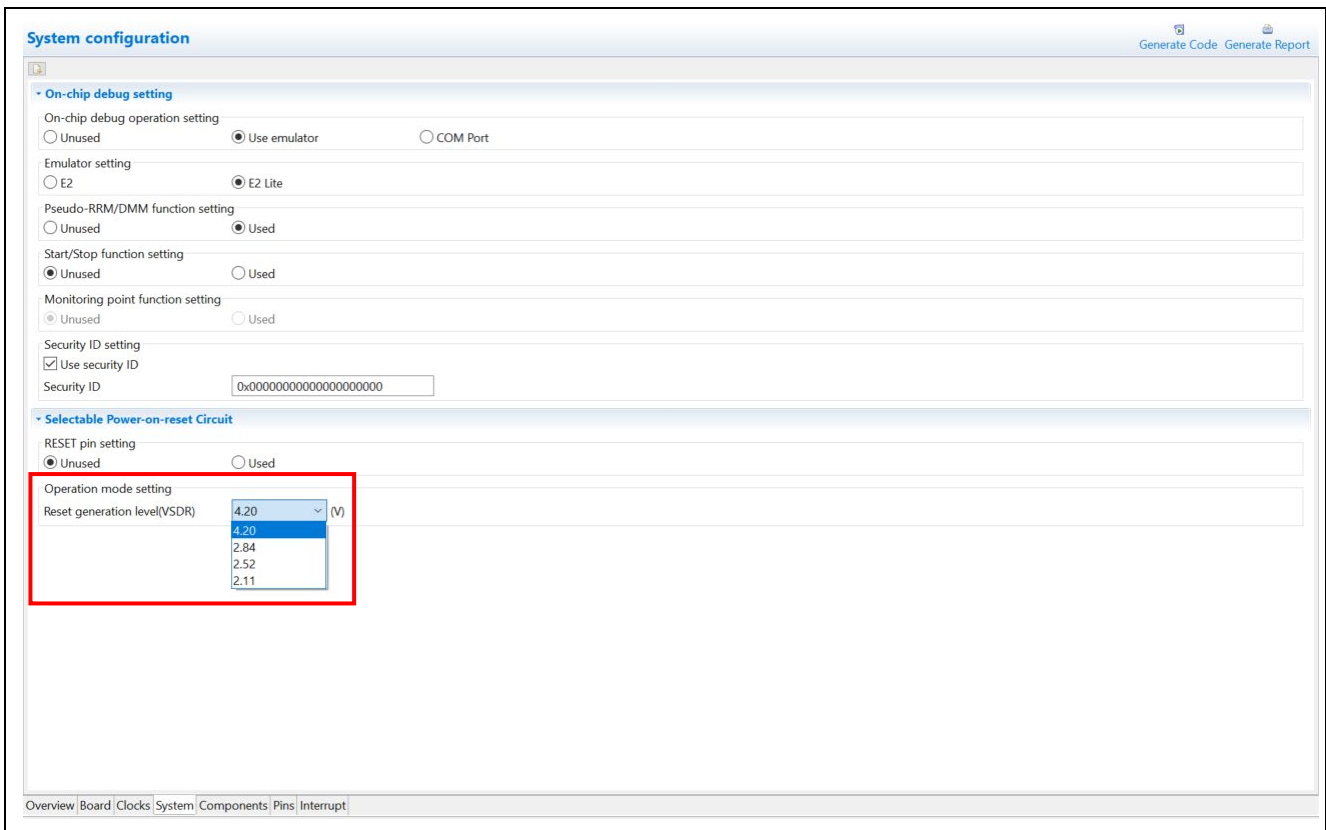 System configuration
Generate Code Generate Report
On-chip debug setting
On-chip debug operation setting
Unused Use emulator COM Port
Emulator setting
E2 E2 Lite
Pseudo-RRM/DMM function setting
Unused Used
Start/Stop function setting
Unused Used
Monitoring point function setting
Unused Used
Security ID setting
Use security ID
Security ID 0x00000000000000000000
Selectable Power-on-reset Circuit
RESET pin setting
Unused Used
Operation mode setting
Reset generation level(VSDR) 4.20 (V)
4.20
2.84
2.52
2.11
Overview Board Clocks System Components Pins Interrupt